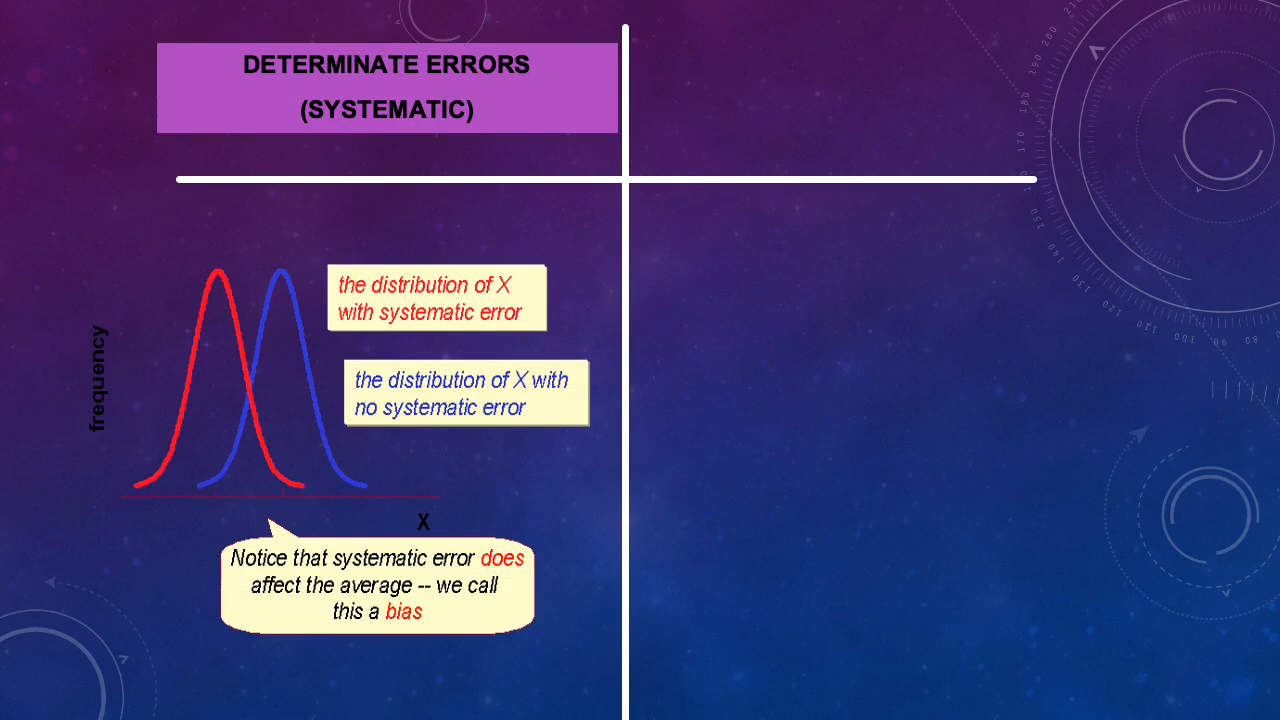 DETERMINATE ERRORS
(SYSTEMATIC)
the distribution of X
with systematic error
the distribution of X with
no systematic error
frequency
X
Notice that systematic error does
affect the average -- we call
this a bias